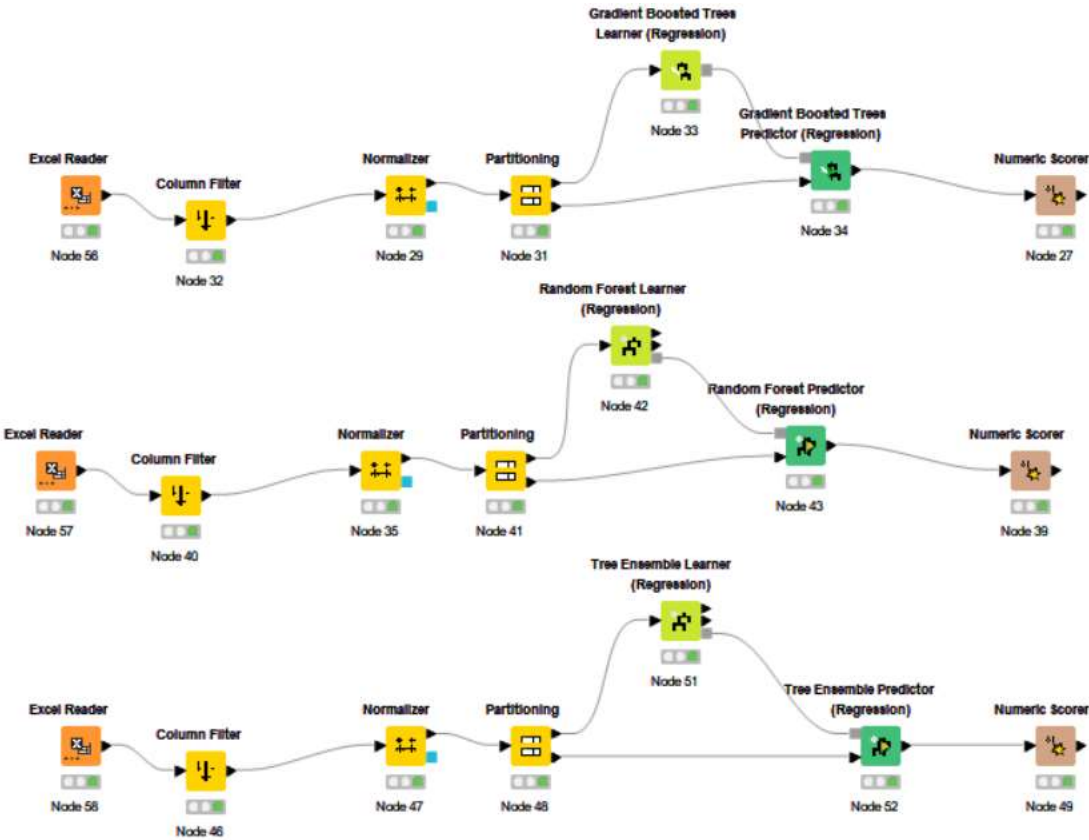 Gradient Boosted Trees
Learner (Regression)
Node 33
Gradient Boosted Trees
Predictor (Regression)
Excel Reader
Column Filter
Normalizer
Partitioning
Numeric Scorer
Node 56
Node 32
Node 29
Node 31
Node 34
Node 27
Random Forest Learner
(Regression)
Node 42
Random Forest Predictor
(Regression)
Excel Reader
Column Filter
Normalizer
Partitioning
Numeric Scorer
Node 57
Node 40
Node 35
Node 41
Node 43
Node 39
Tree Ensemble Learner
(Regression)
Node 51
Tree Ensemble Predictor
(Regression)
Excel Reader
Column Filter
Normalizer
Partitioning
Numeric Scorer
Node 58
Node 46
Node 47
Node 48
Node 52
Node 49